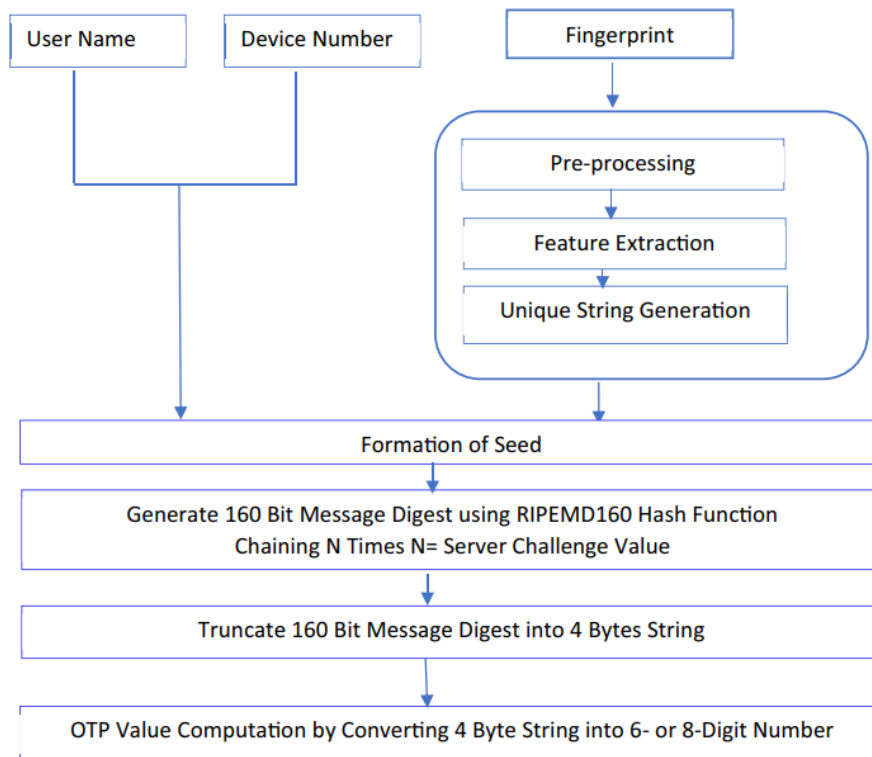 User Name
Device Number
Fingerprint
Pre-processing
Feature Extraction
Unique String Generation
Formation of Seed
Generate 160 Bit Message Digest using RIPEMD160 Hash Function
Chaining N Times N= Server Challenge Value
Truncate 160 Bit Message Digest into 4 Bytes String
OTP Value Computation by Converting 4 Byte String into 6- or 8-Digit Number